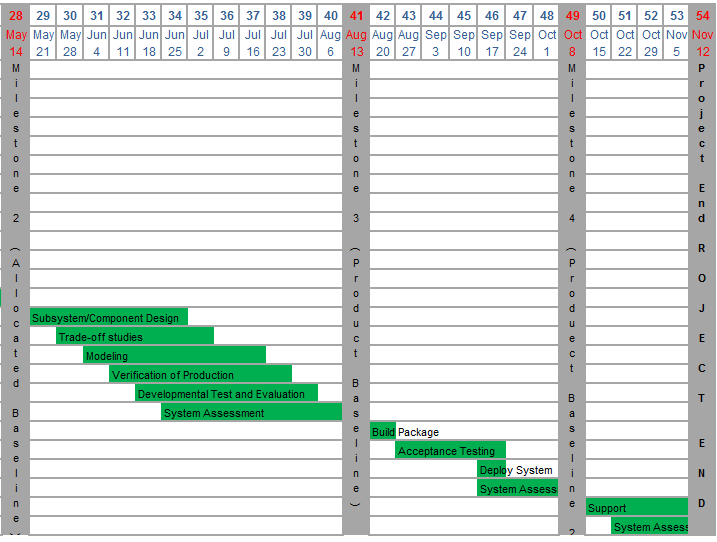 28 29 30 31 32 33 34 35 36 37 38 39 40 41 42 43 44 45 46 47 48 49 50 51 52 53 54
May May May Jun Jun Jun Jun Jul Jul Jul Jul Jul Aug Aug Aug Aug Sep Sep Sep Sep Oct Oct Oct Oct Oct Nov Nov
14 21 28 4 11 18 25 2 9 16 23 30 6 13 20 27 3 10 17 24 1 8 15 22 29 5 12
Milestone 2 (Allocated Baseline)
Subsystem/Component Design
Trade-off studies
Modeling
Verification of Production
Developmental Test and Evaluation
System Assessment
Milestone 3 (Product Baseline)
Build Package
Acceptance Testing
Deploy System
System Assess
Milestone 4 (Produect Baseline 2
Support
System Assess
Project End ROJECT END